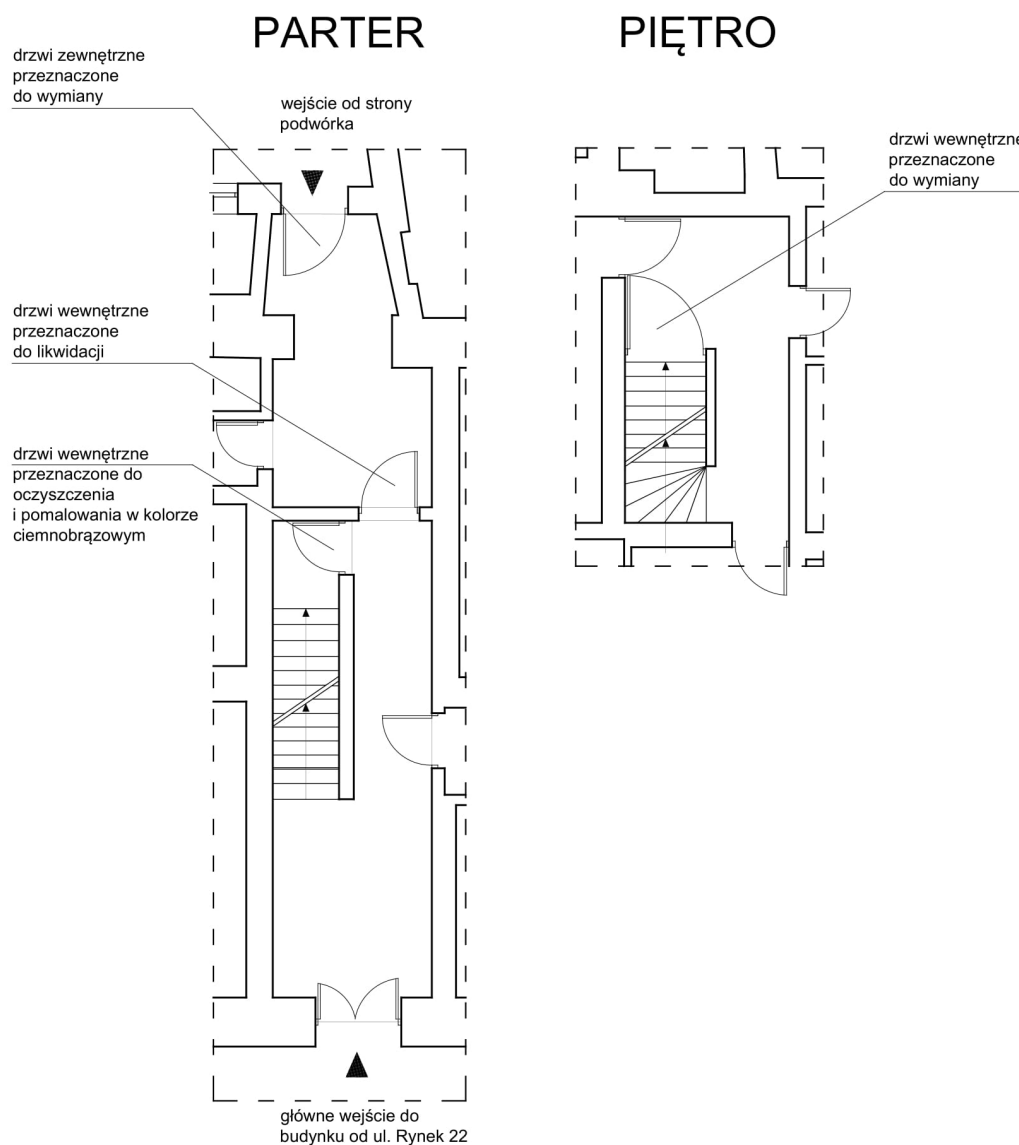 PARTER
PIĘTRO
drzwi zewnętrzne
przeznaczone
do wymiany
wejście od strony
podwórka
drzwi wewnętrzne
przeznaczone
do wymiany
drzwi wewnętrzne
przeznaczone
do likwidacji
drzwi wewnętrzne
przeznaczone do
oczyszczenia
i pomalowania w kolorze
ciemnobrązowym
główne wejście do
budynku od ul. Rynek 22